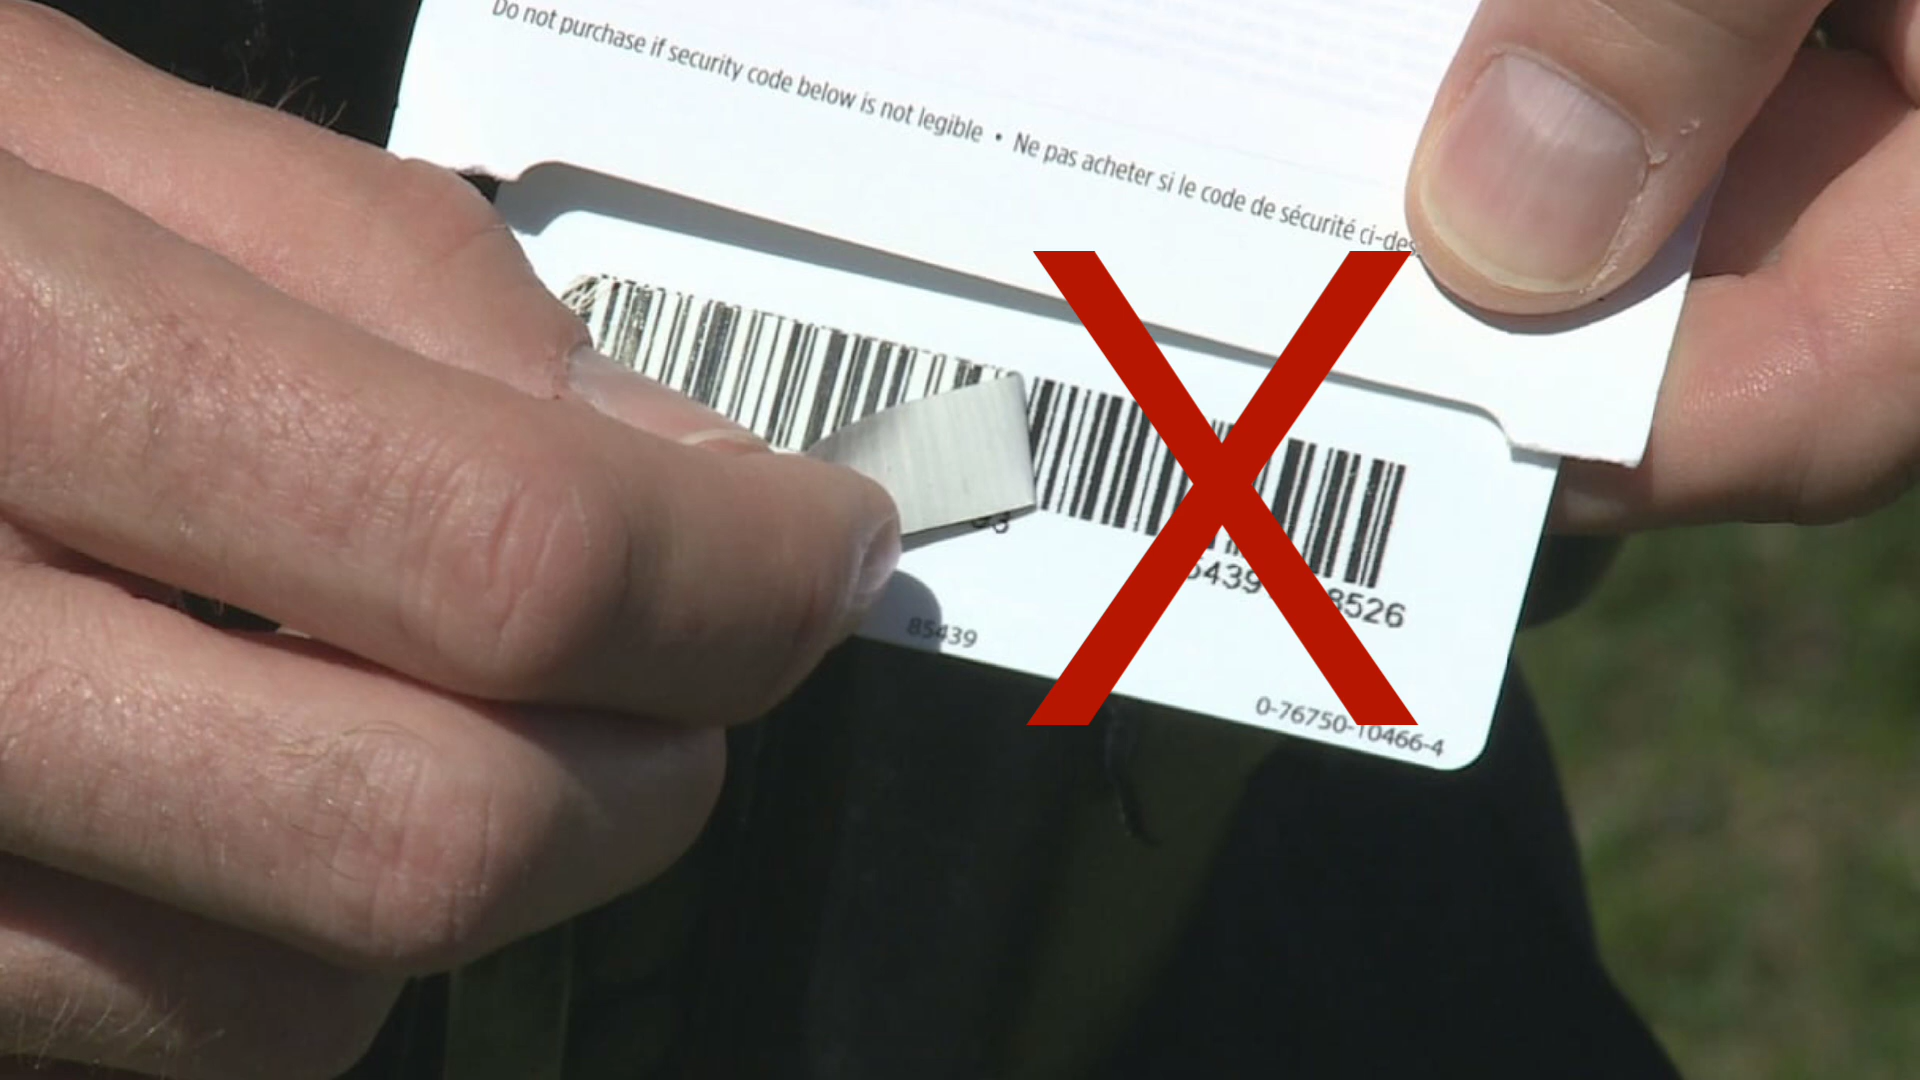 Do not purchase if security code below is not legible • Ne pas acheter si le code de sécurité ci-des
5439 8526
85439
0-76750-10466-4